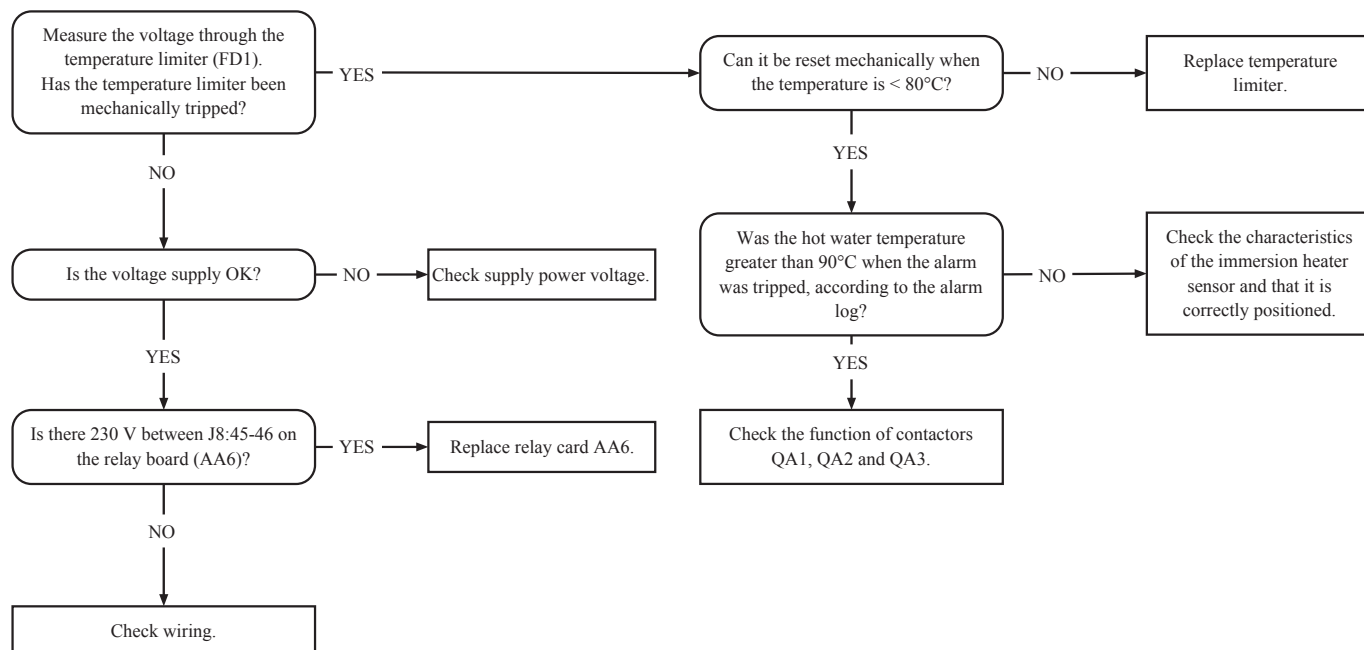 Measure the voltage through the
temperature limiter (FD1).
Has the temperature limiter been
mechanically tripped?
YES
Can it be reset mechanically when
the temperature is < 80°C?
NO
Replace temperature
limiter.
NO
YES
Is the voltage supply OK?
NO
Check supply power voltage.
Was the hot water temperature
greater than 90°C when the alarm
was tripped, according to the alarm
log?
NO
Check the characteristics
of the immersion heater
sensor and that it is
correctly positioned.
YES
YES
Is there 230 V between J8:45-46 on
the relay board (AA6)?
YES
Replace relay card AA6.
Check the function of contactors
QA1, QA2 and QA3.
NO
Check wiring.